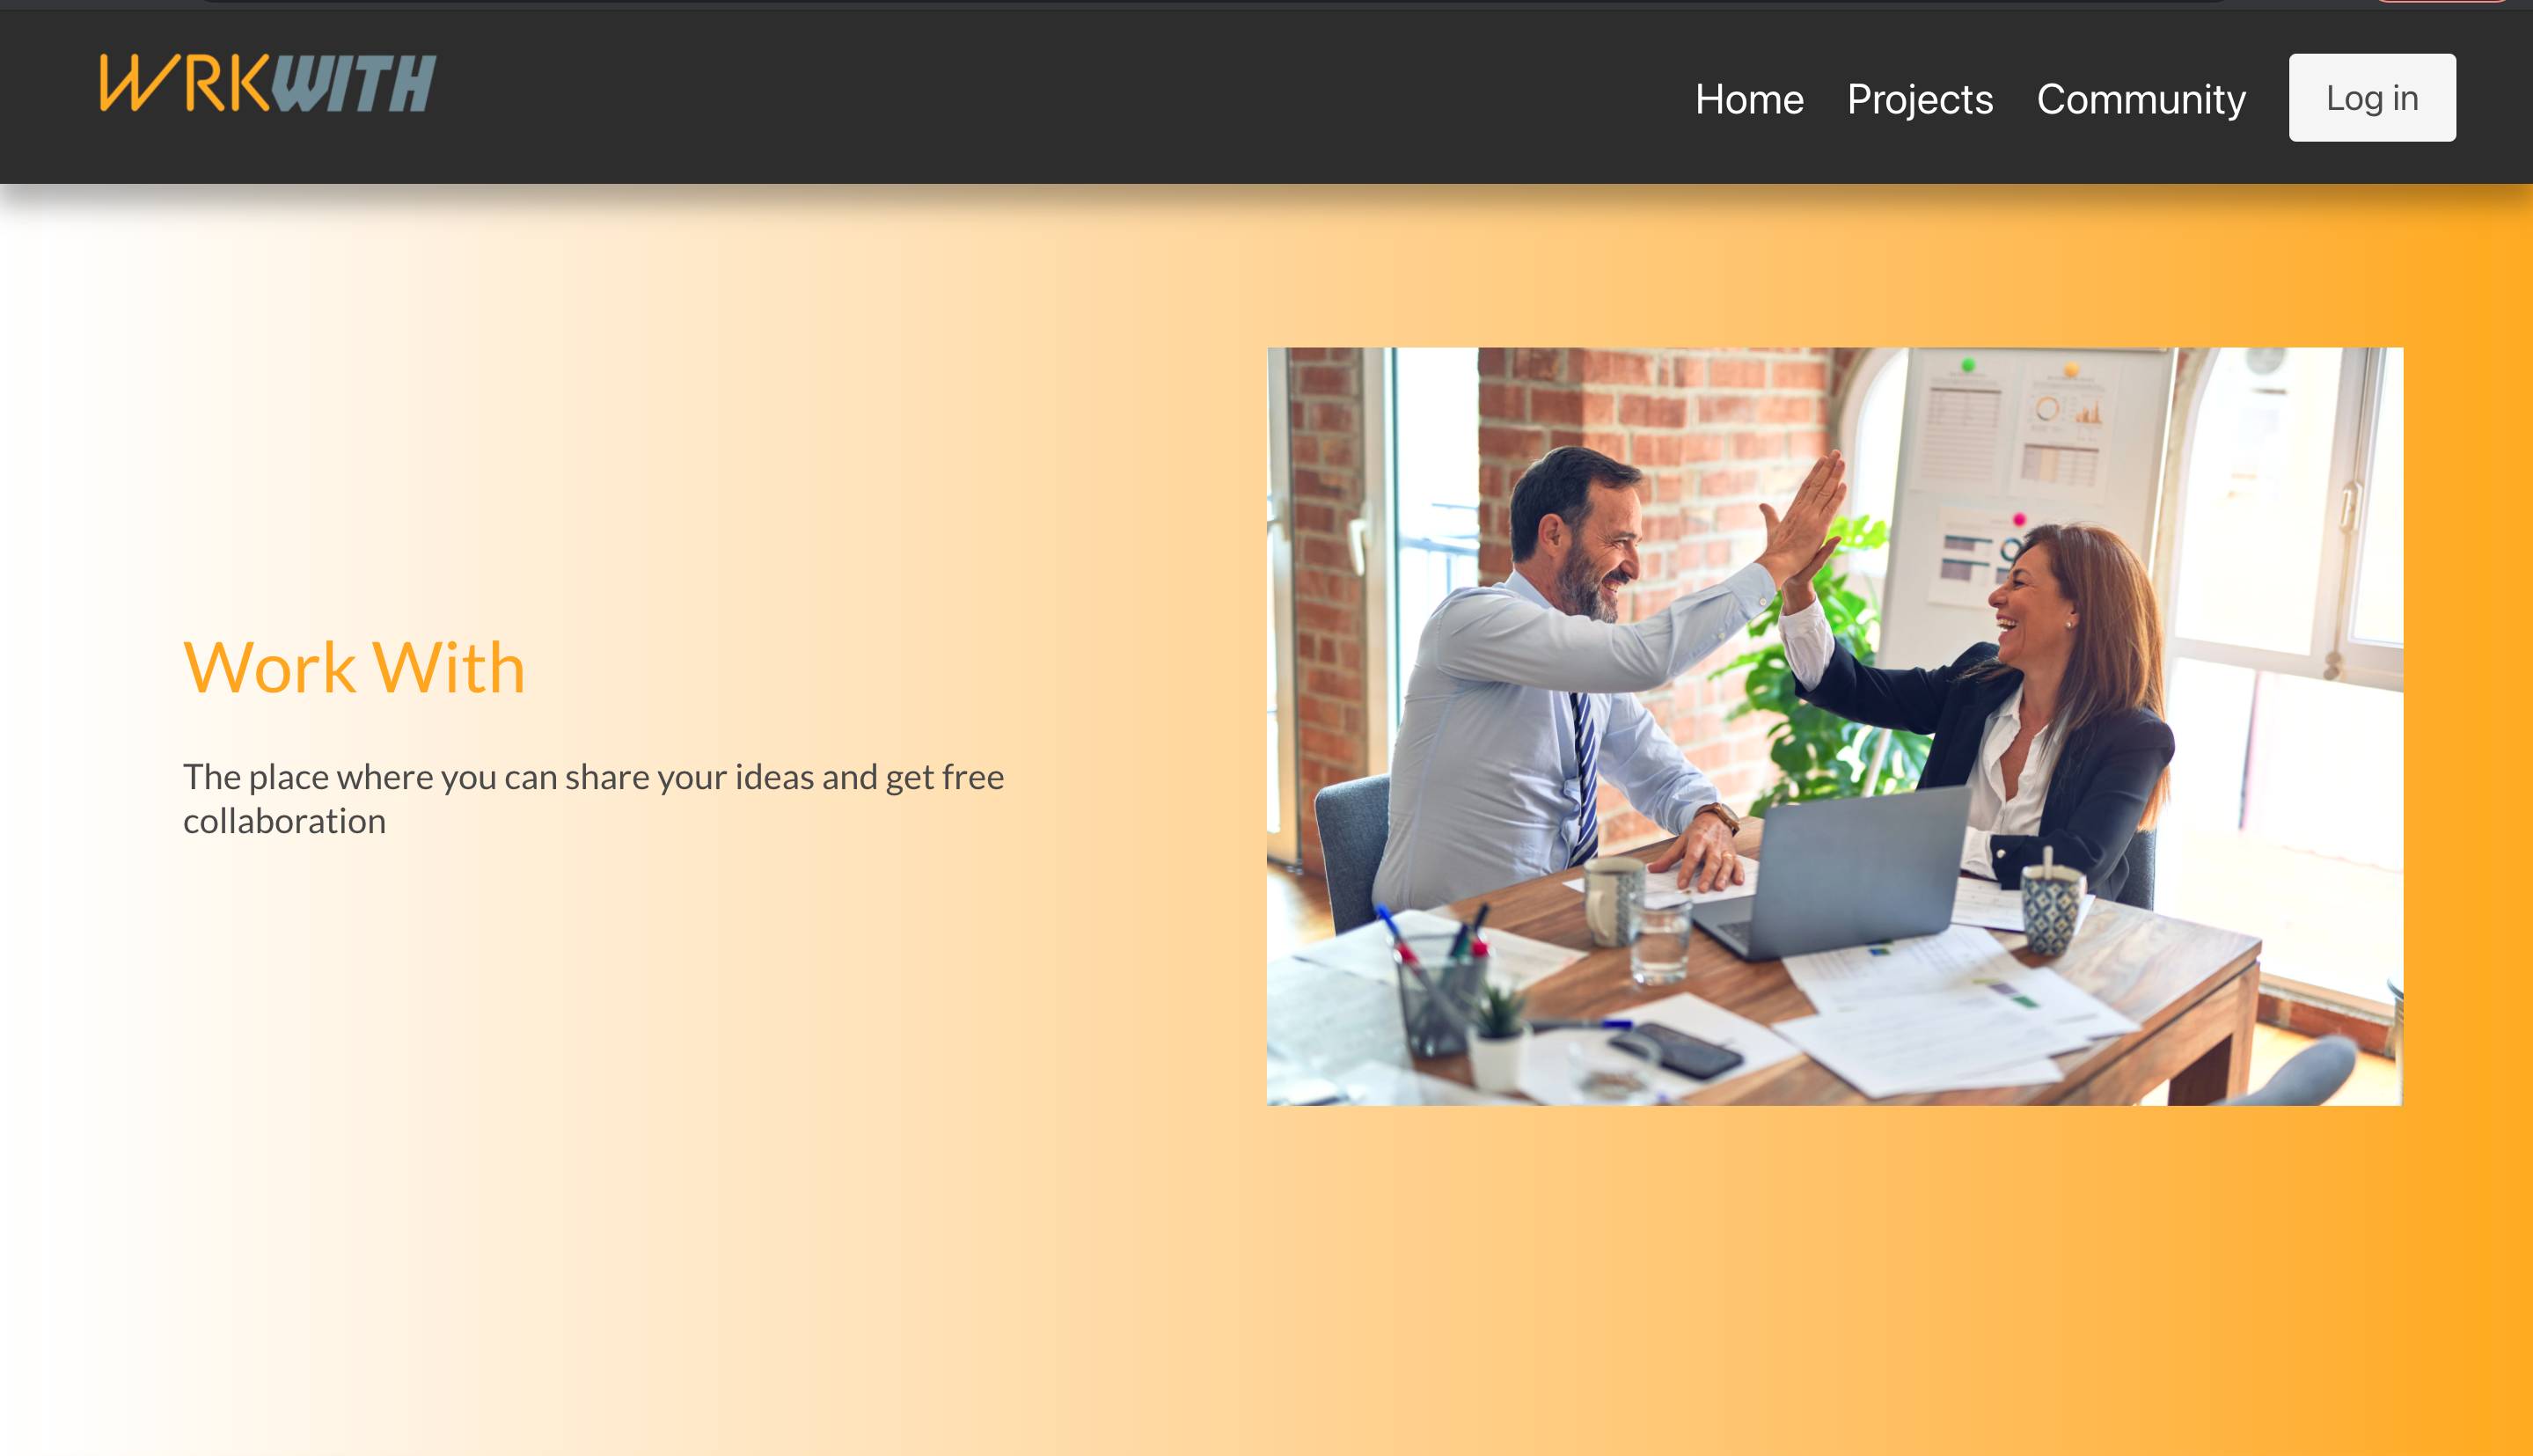 WRKWITH
Home Projects Community Log in
Work With
The place where you can share your ideas and get free
collaboration